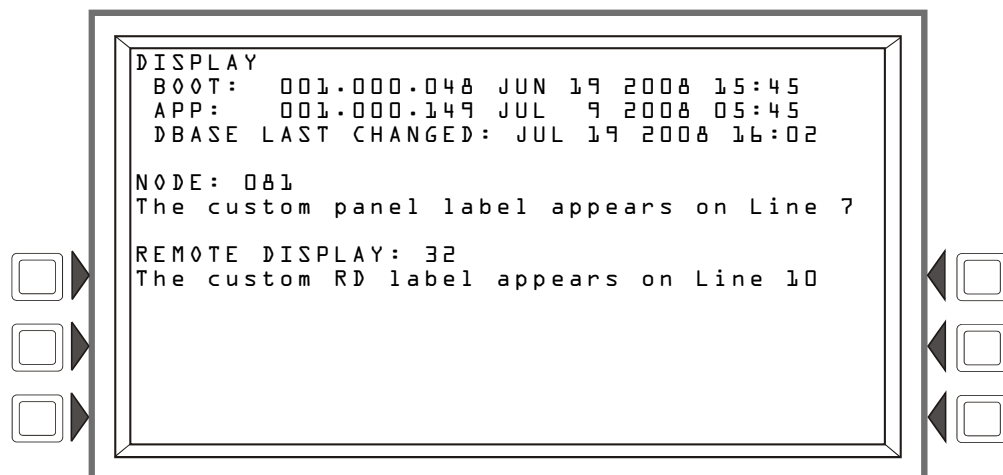 DISPLAY
BOOT: 001.000.048 JUN 19 2008 15:45
APP: 001.000.149 JUL 9 2008 05:45
DBASE LAST CHANGED: JUL 19 2008 16:02
NODE: 081
The custom panel label appears on Line 7
REMOTE DISPLAY: 32
The custom RD label appears on Line 10